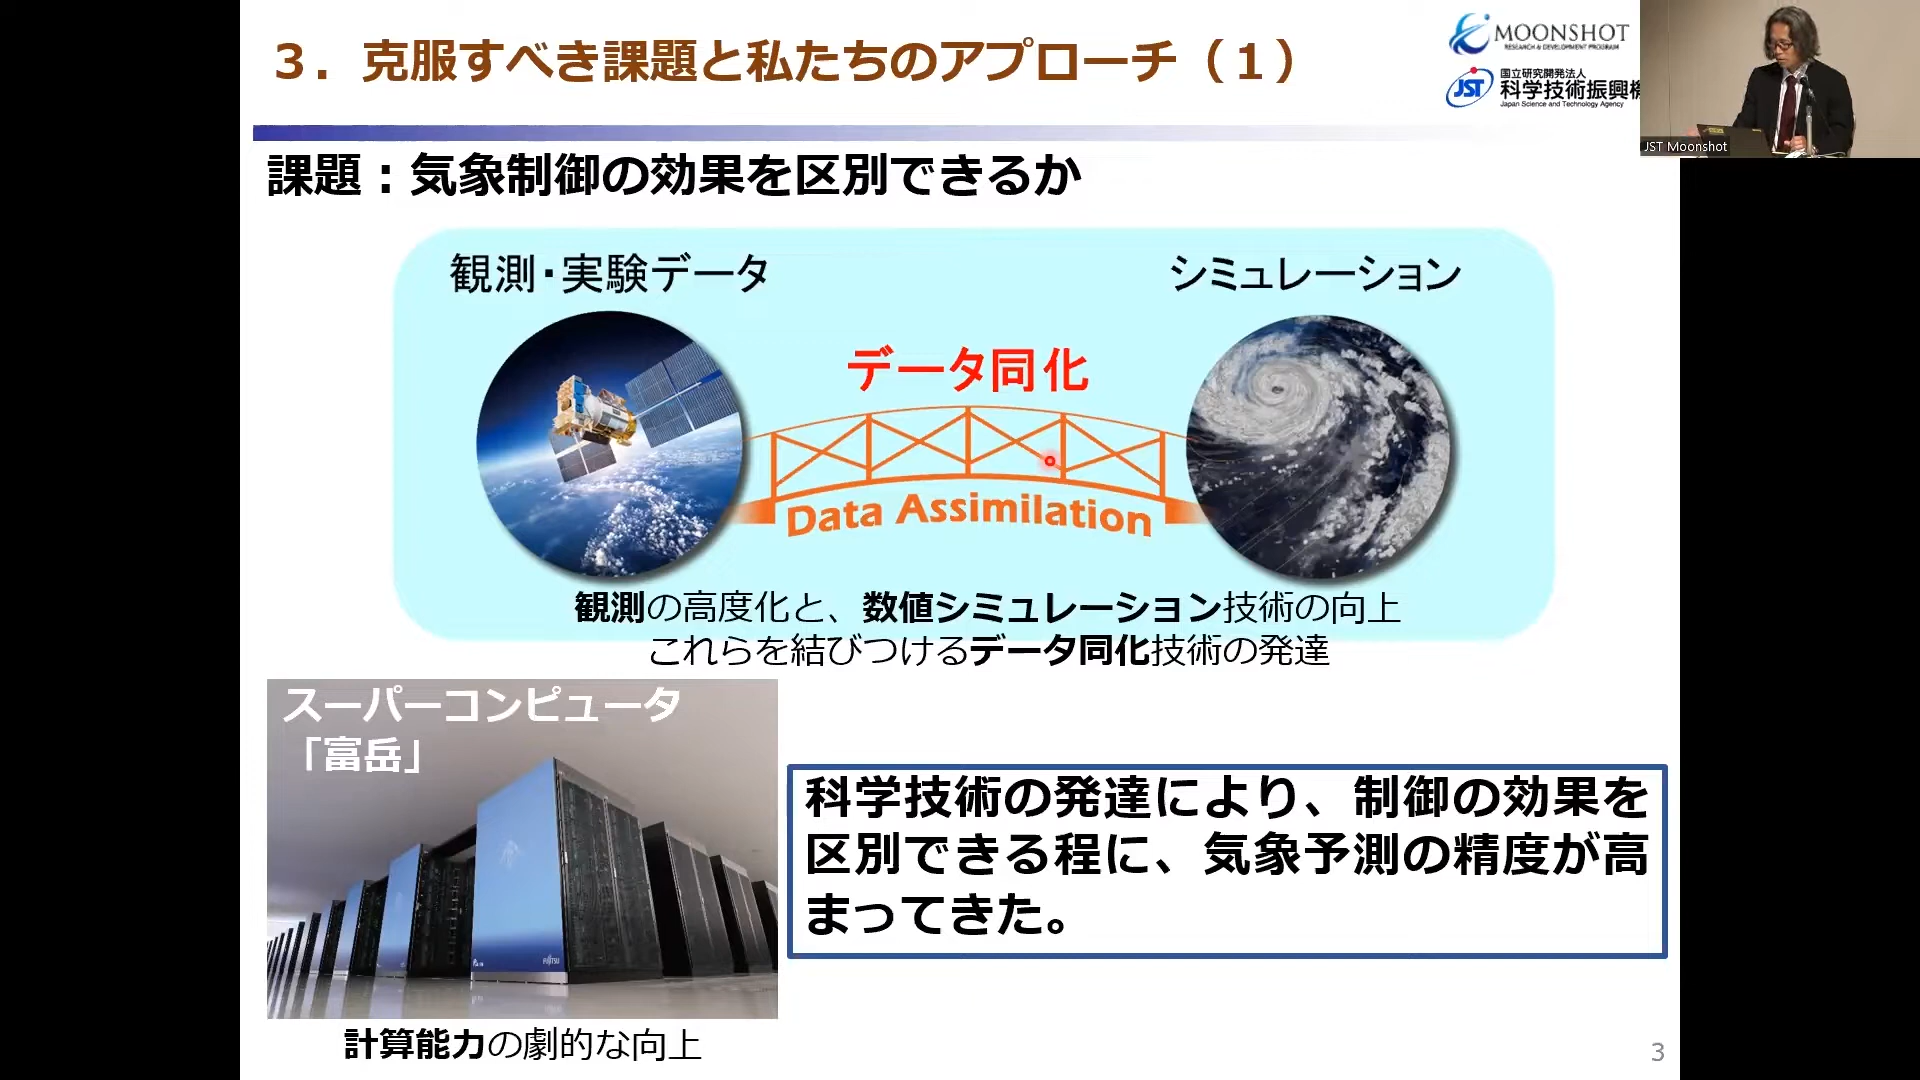 ３．克服すべき課題と私たちのアプローチ（１）
MOONSHOT
RESEARCH & DEVELOPMENT PROGRAM
国立研究開発法人
JST
科学技術振興機
Japan Science and Technology Agency
JST Moonshot
課題：気象制御の効果を区別できるか
観測・実験データ
シミュレーション
データ同化
Data Assimilation
観測の高度化と、数値シミュレーション技術の向上
これらを結びつけるデータ同化技術の発達
スーパーコンピュータ
「富岳」
FUJITSU
科学技術の発達により、制御の効果を
区別できる程に、気象予測の精度が高
まってきた。
計算能力の劇的な向上
3